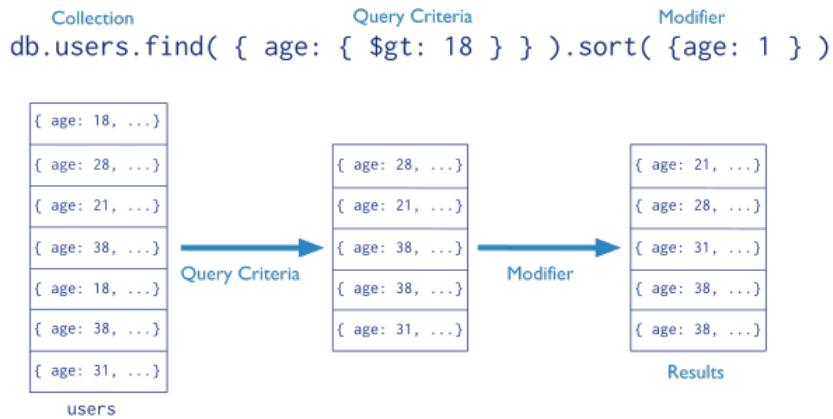 Collection Query Criteria Modifier
db.users.find( { age: { $gt: 18 } } ).sort( {age: 1 } )
{ age: 18, ...}
{ age: 28, ...}
{ age: 21, ...}
{ age: 38, ...}
{ age: 18, ...}
{ age: 38, ...}
{ age: 31, ...}
users
Query Criteria
{ age: 28, ...}
{ age: 21, ...}
{ age: 38, ...}
{ age: 38, ...}
{ age: 31, ...}
Modifier
{ age: 21, ...}
{ age: 28, ...}
{ age: 31, ...}
{ age: 38, ...}
{ age: 38, ...}
Results